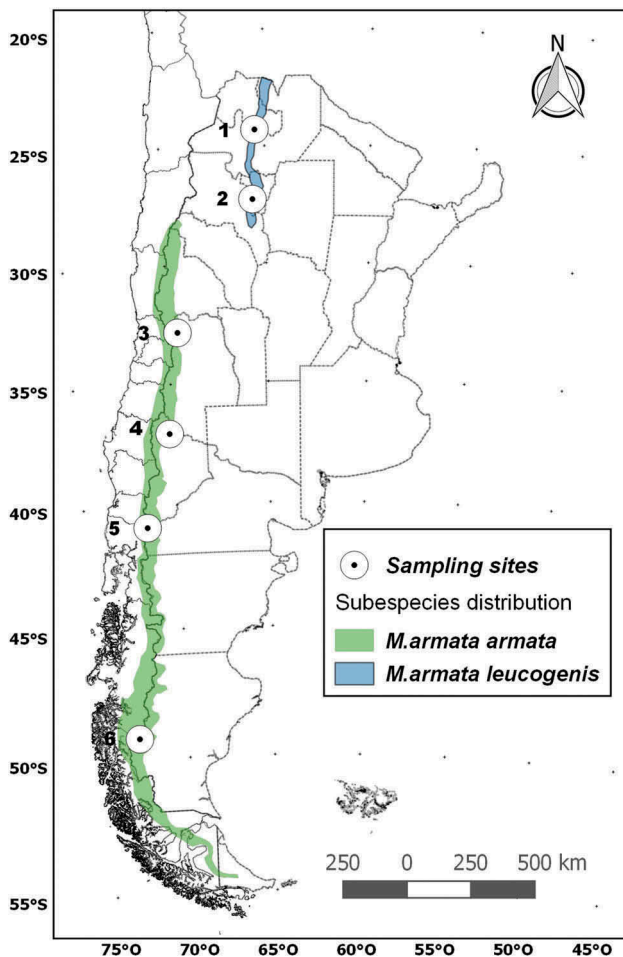 20°S
N
1
25°S
2
30°S
3
35°S
4
40°S
5
Sampling sites
Subespecies distribution
M.armata armata
M.armata leucogenis
45°S
6
50°S
250 0 250 500 km
55°S
75°O 70°O 65°O 60°O 55°O 50°O 45°O